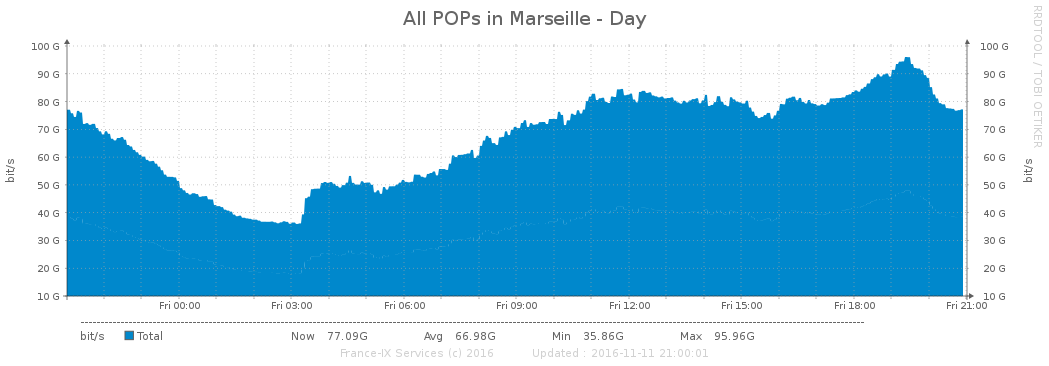 All POPs in Marseille - Day
RRDTOOL / TOBI OETIKER
bit/s
bit/s
100 G 100 G
90 G 90 G
80 G 80 G
70 G 70 G
60 G 60 G
50 G 50 G
40 G 40 G
30 G 30 G
20 G 20 G
10 G 10 G
Fri 00:00 Fri 03:00 Fri 06:00 Fri 09:00 Fri 12:00 Fri 15:00 Fri 18:00 Fri 21:00
bit/s Total Now 77.09G Avg 66.98G Min 35.86G Max 95.96G
France-IX Services (c) 2016 Updated : 2016-11-11 21:00:01